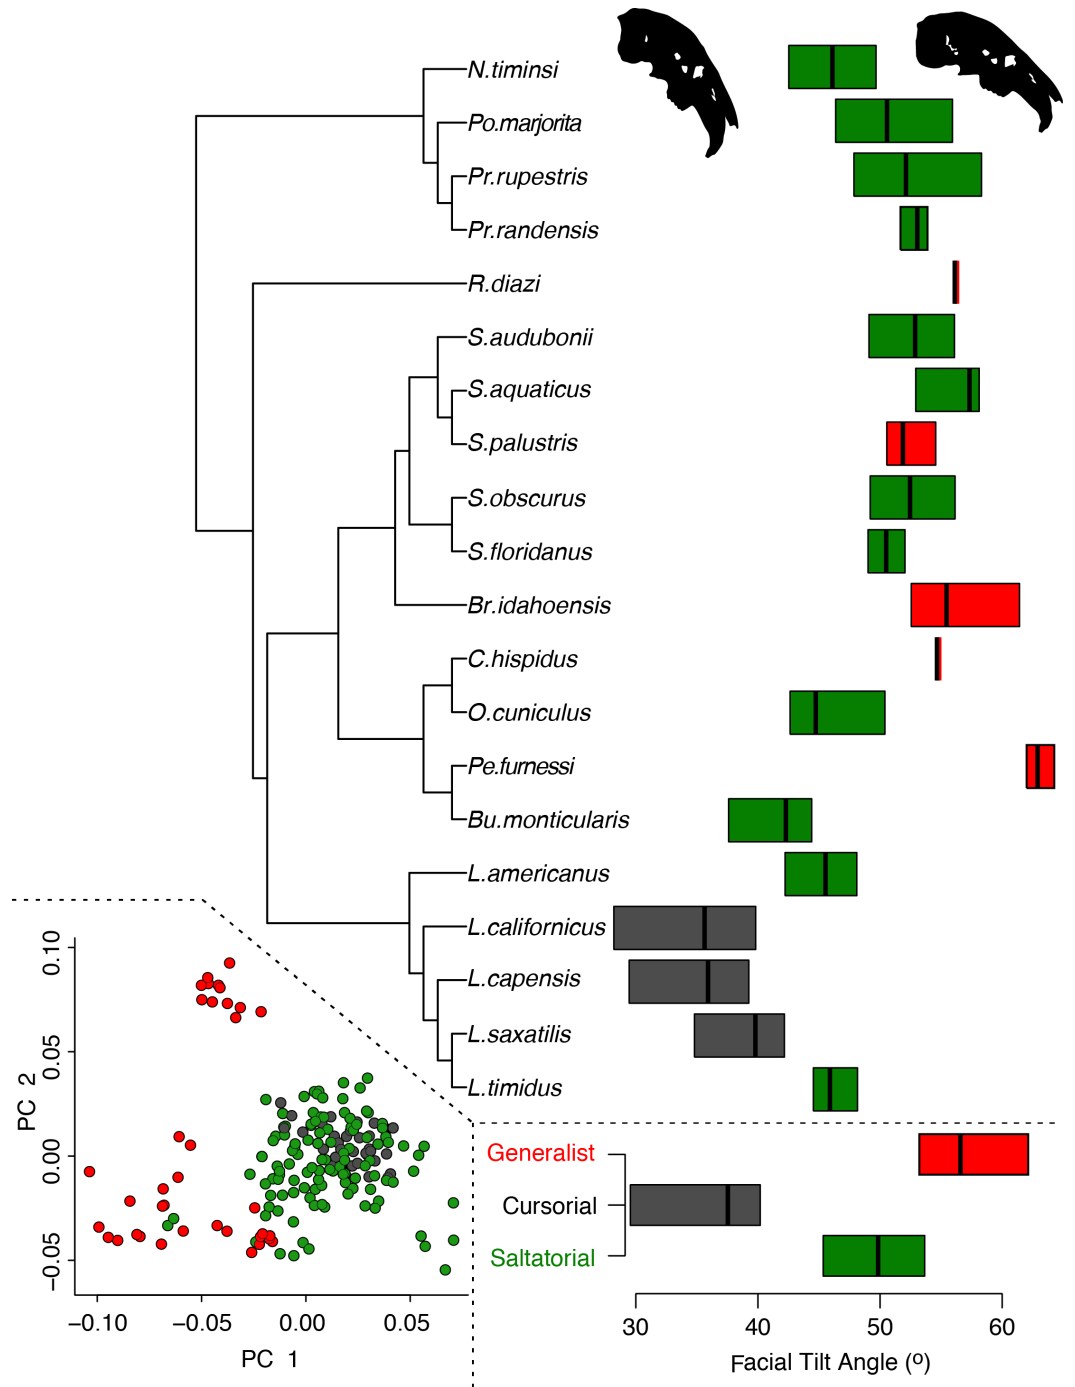 N.timinsi
Po.marjorita
Pr.rupestris
Pr.randensis
R.diazi
S.audubonii
S.aquaticus
S.palustris
S.obscurus
S.floridanus
Br.idahoensis
C.hispidus
O.cuniculus
Pe.furnessi
Bu.monticularis
L.americanus
L.californicus
L.capensis
L.saxatilis
L.timidus
Generalist
Cursorial
Saltatorial
30 40 50 60
Facial Tilt Angle (º)
0.10
0.05
0.00
−0.05
PC 2
−0.10 −0.05 0.00 0.05
PC 1